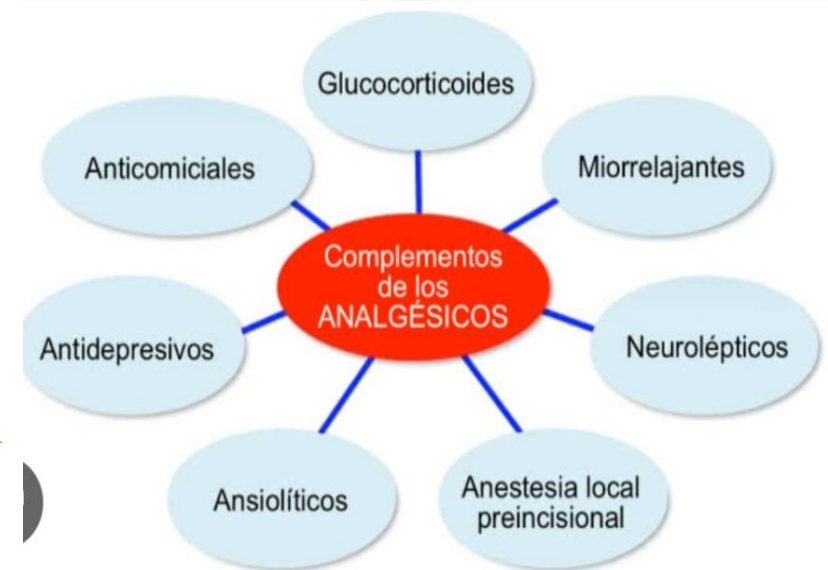 Glucocorticoides
Anticomiciales
Miorrelajantes
Complementos
de los
ANALGÉSICOS
Antidepresivos
Neurolépticos
Ansiolíticos
Anestesia local
preincisional